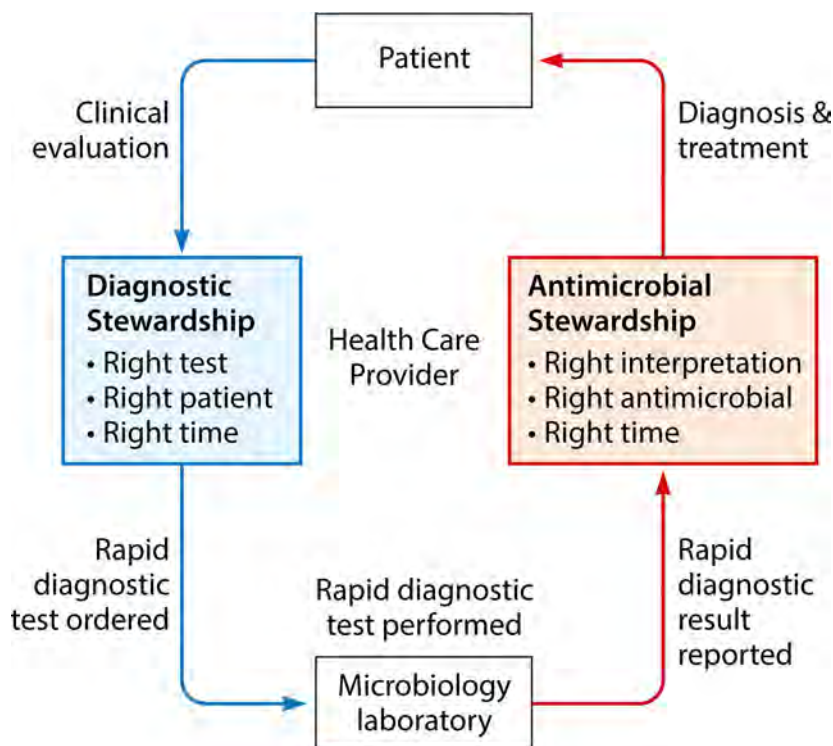 Patient
Clinical
evaluation
Diagnosis &
treatment
Diagnostic
Stewardship
• Right test
• Right patient
• Right time
Health Care
Provider
Antimicrobial
Stewardship
• Right interpretation
• Right antimicrobial
• Right time
Rapid
diagnostic
test ordered
Rapid diagnostic
test performed
Microbiology
laboratory
Rapid
diagnostic
result
reported